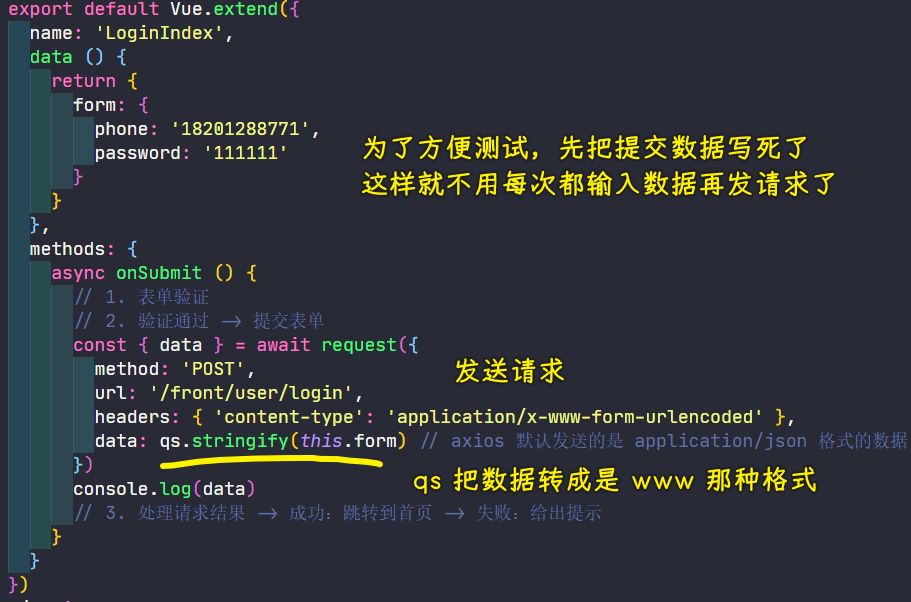 export default Vue.extend({
name: 'LoginIndex',
data () {
return {
form: {
phone: '18201288771',
password: '111111'
为了方便测试，先把提交数据写死了
这样就不用每次都输入数据再发请求了
}
}
},
methods: {
async onSubmit () {
// 1. 表单验证
// 2. 验证通过 -> 提交表单
const { data } = await request({
method: 'POST',
发送请求
url: '/front/user/login',
headers: { 'content-type': 'application/x-www-form-urlencoded' },
data: qs.stringify(this.form) // axios 默认发送的是 application/json 格式的数据
})
qs 把数据转成是 www 那种格式
console.log(data)
// 3. 处理请求结果 -> 成功：跳转到首页 -> 失败：给出提示
}
}
})